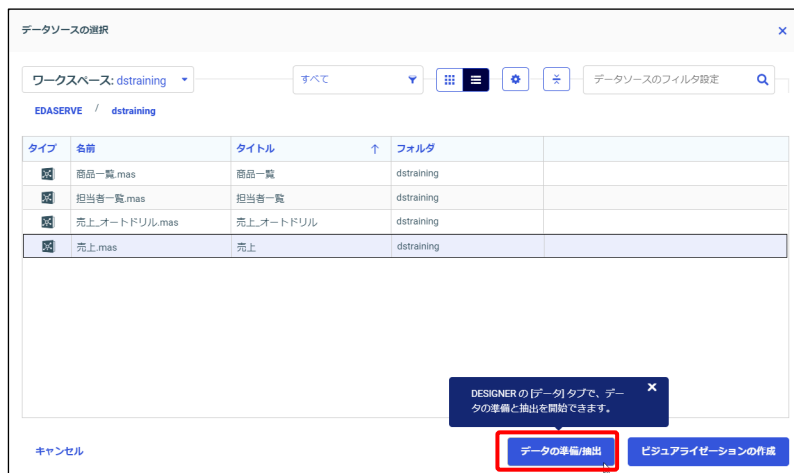 データソースの選択
ワークスペース: dstraining
すべて
データソースのフィルタ設定
EDASERVE / dstraining
タイプ 名前 タイトル フォルダ
商品一覧.mas 商品一覧 dstraining
担当者一覧.mas 担当者一覧 dstraining
売上_オートドリル.mas 売上_オートドリル dstraining
売上.mas 売上 dstraining
DESIGNER の [データ] タブで、デー
タの準備と抽出を開始できます。
キャンセル
データの準備/抽出
ビジュアライゼーションの作成